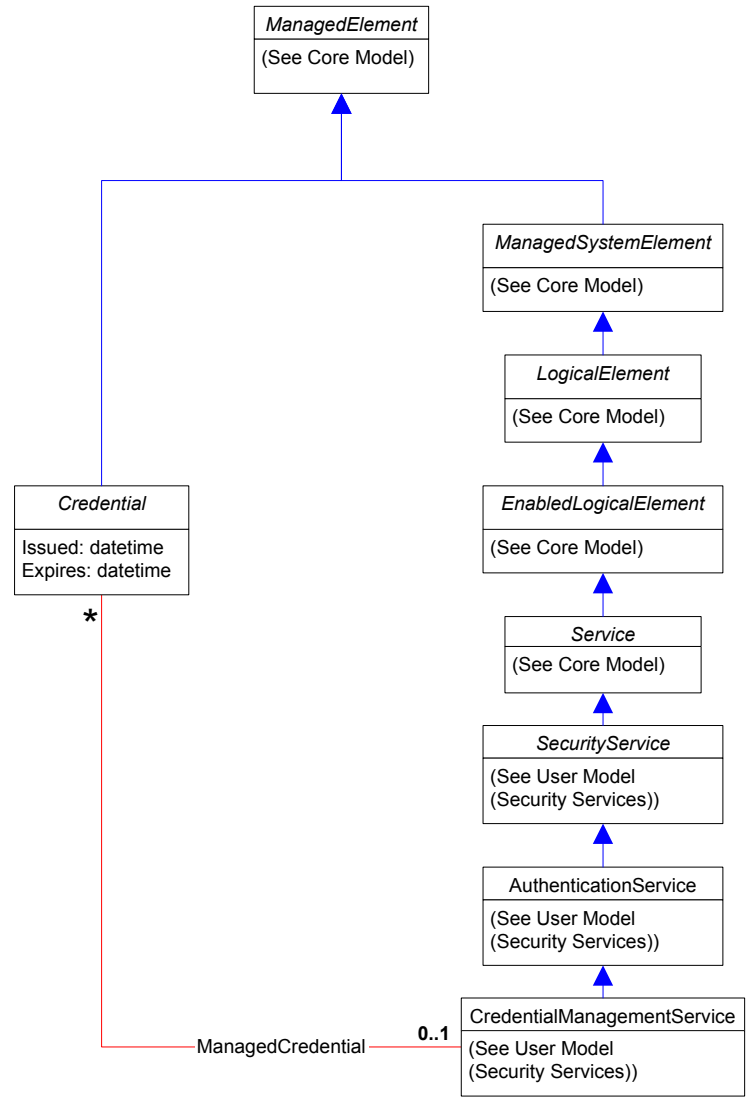 ManagedElement
(See Core Model)
ManagedSystemElement
(See Core Model)
LogicalElement
(See Core Model)
Credential
Issued: datetime
Expires: datetime
*
EnabledLogicalElement
(See Core Model)
Service
(See Core Model)
SecurityService
(See User Model
(Security Services))
AuthenticationService
(See User Model
(Security Services))
ManagedCredential
0..1
CredentialManagementService
(See User Model
(Security Services))